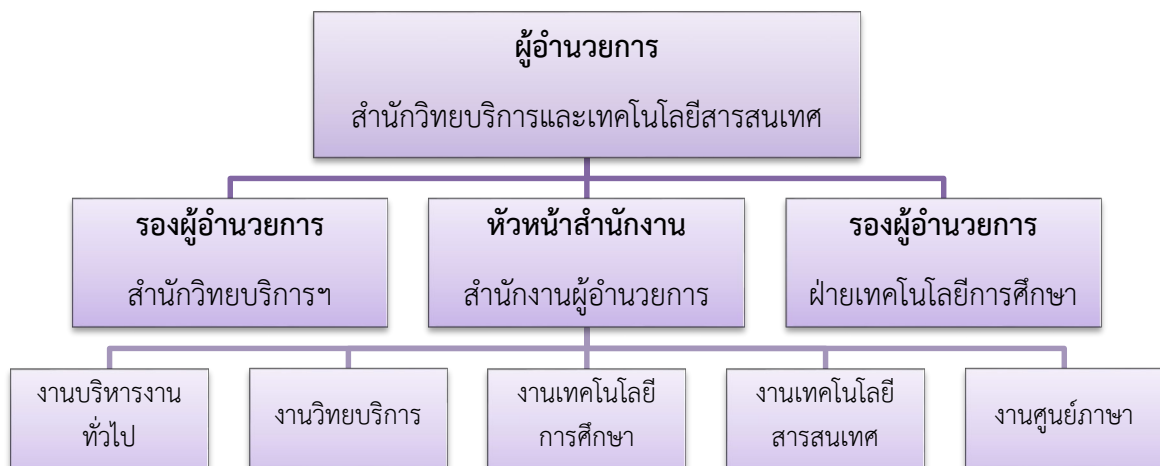 ผู้อำนวยการ
สำนักวิทยบริการและเทคโนโลยีสารสนเทศ
รองผู้อำนวยการ
สำนักวิทยบริการฯ
หัวหน้าสำนักงาน
สำนักงานผู้อำนวยการ
รองผู้อำนวยการ
ฝ่ายเทคโนโลยีการศึกษา
งานบริหารงาน
ทั่วไป
งานวิทยบริการ
งานเทคโนโลยี
การศึกษา
งานเทคโนโลยี
สารสนเทศ
งานศูนย์ภาษา